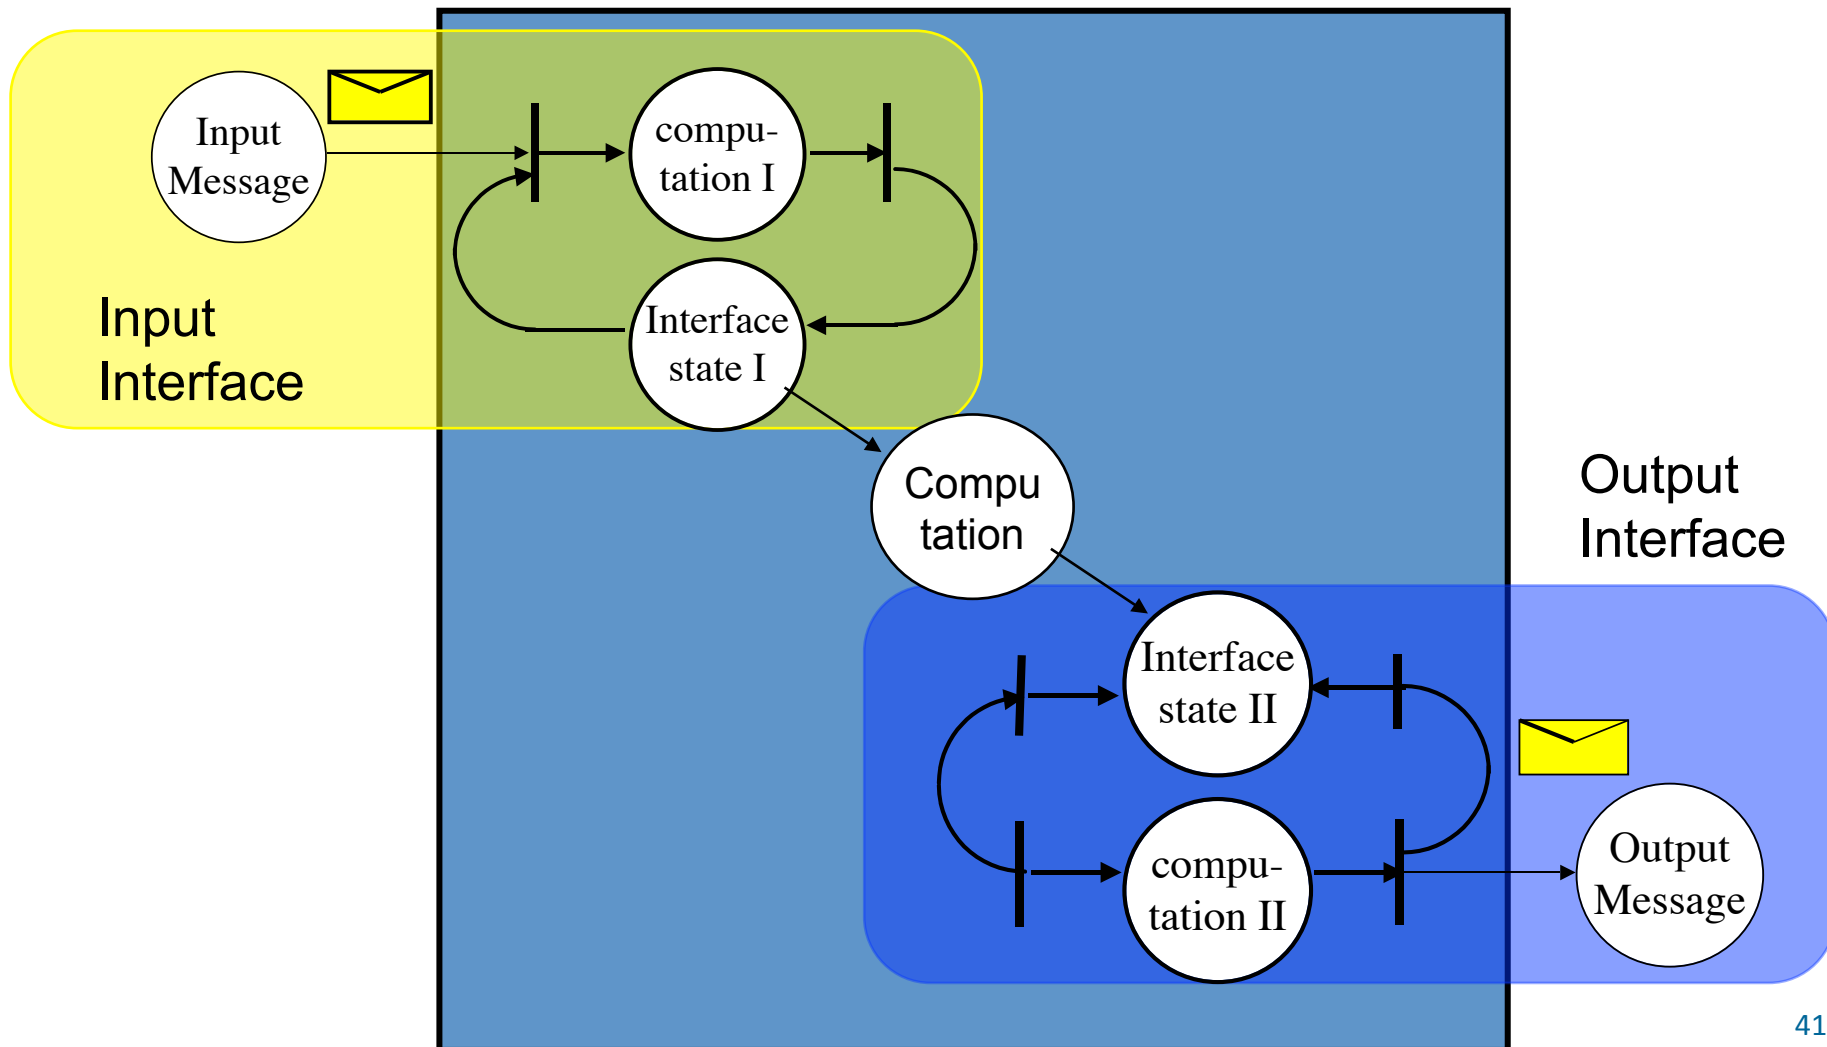 Input
Message
compu-
tation I
Input
Interface
Interface
state I
Compu
tation
Output
Interface
Interface
state II
compu-
tation II
Output
Message
41